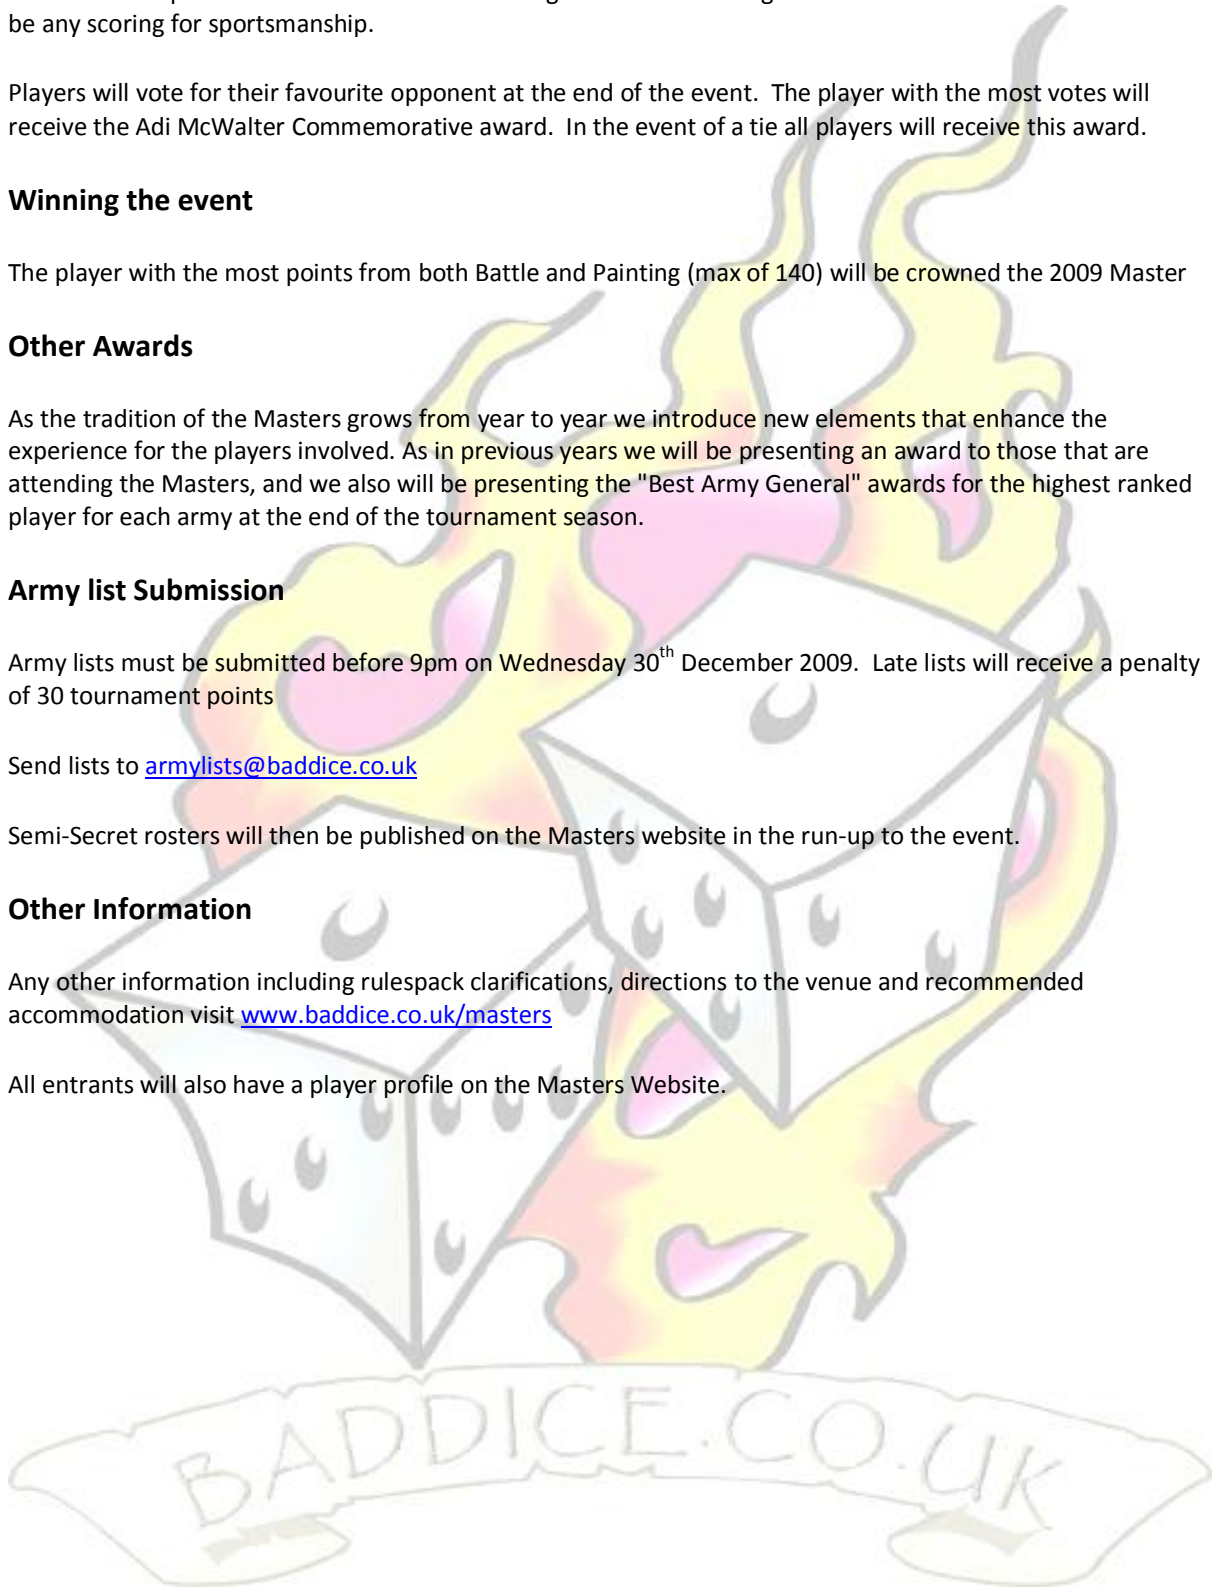 be any scoring for sportsmanship.
Players will vote for their favourite opponent at the end of the event.  The player with the most votes will
receive the Adi McWalter Commemorative award.  In the event of a tie all players will receive this award.
Winning the event
The player with the most points from both Battle and Painting (max of 140) will be crowned the 2009 Master
Other Awards
As the tradition of the Masters grows from year to year we introduce new elements that enhance the
experience for the players involved. As in previous years we will be presenting an award to those that are
attending the Masters, and we also will be presenting the "Best Army General" awards for the highest ranked
player for each army at the end of the tournament season.
Army list Submission
Army lists must be submitted before 9pm on Wednesday 30th December 2009.  Late lists will receive a penalty
of 30 tournament points
Send lists to armylists@baddice.co.uk
Semi-Secret rosters will then be published on the Masters website in the run-up to the event.
Other Information
Any other information including rulespack clarifications, directions to the venue and recommended
accommodation visit www.baddice.co.uk/masters
All entrants will also have a player profile on the Masters Website.
BADDICE.CO.UK